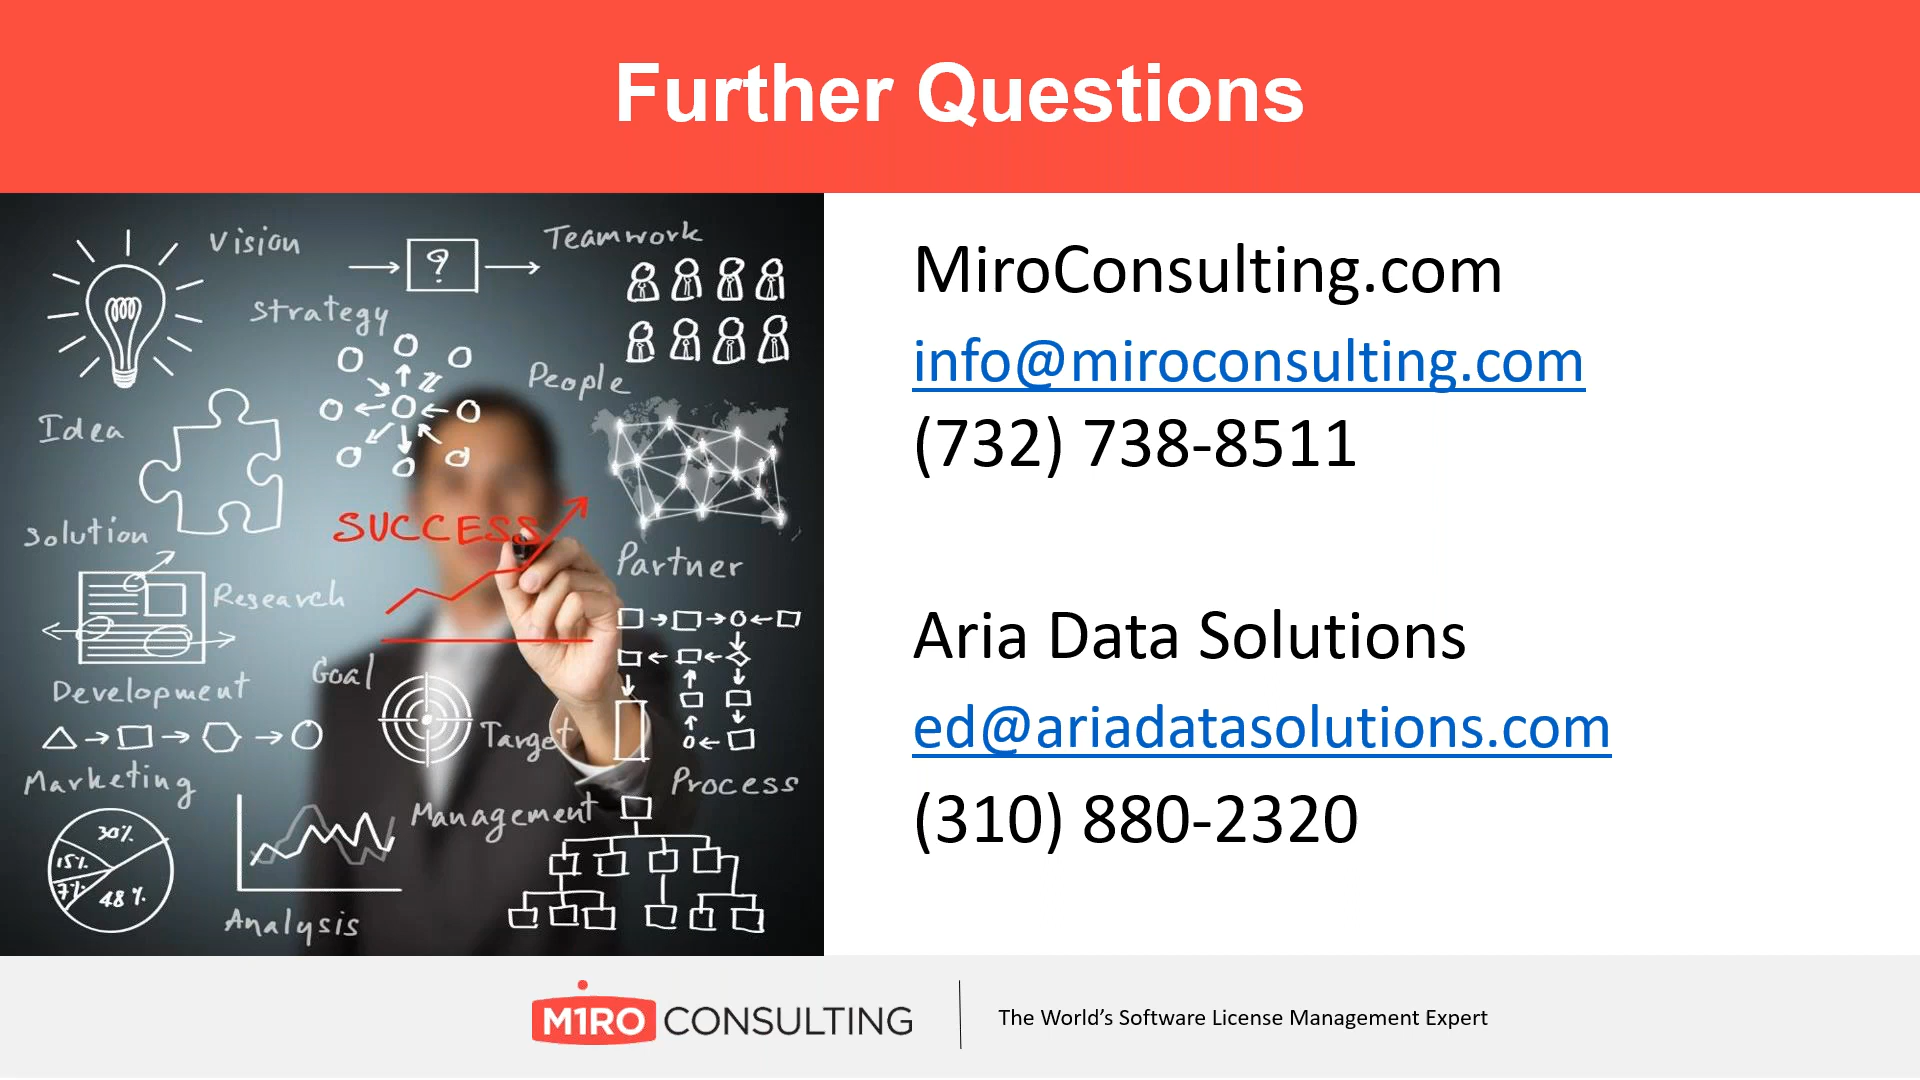 Further Questions
Vision
?
Teamwork
strategy
People
Idea
SUCCESS
Solution
Partner
Research
Goal
Development
Target
Marketing
Process
Management
30%
15%
7%
48%
Analysis
MiroConsulting.com
info@miroconsulting.com
(732) 738-8511
Aria Data Solutions
ed@ariadatasolutions.com
(310) 880-2320
M1RO CONSULTING
The World’s Software License Management Expert